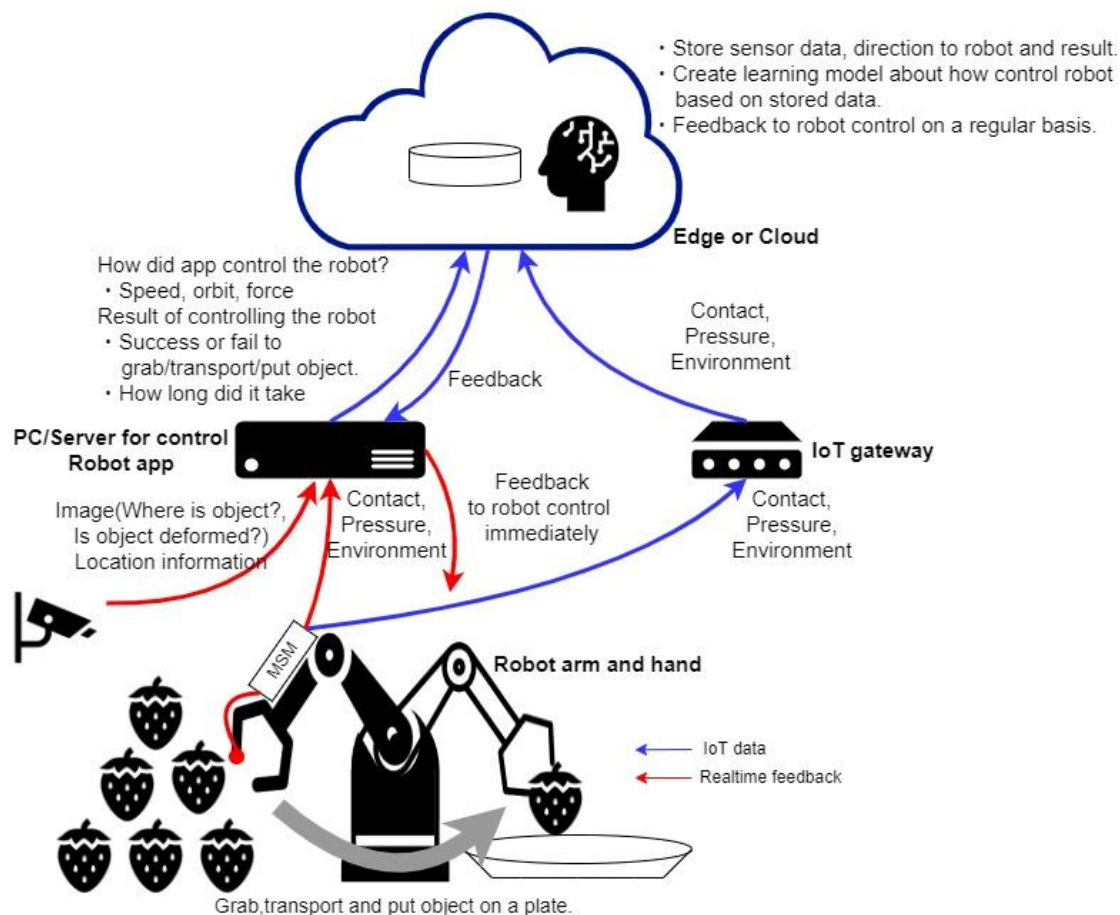 ・Store sensor data, direction to robot and result.
・Create learning model about how control robot
based on stored data.
・Feedback to robot control on a regular basis.
Edge or Cloud
How did app control the robot?
・Speed, orbit, force
Result of controlling the robot
・Success or fail to
grab/transport/put object.
・How long did it take
Feedback
Contact,
Pressure,
Environment
PC/Server for control
Robot app
IoT gateway
Image(Where is object?,
Is object deformed?)
Location information
Contact,
Pressure,
Environment
Feedback
to robot control
immediately
Contact,
Pressure,
Environment
MSM
Robot arm and hand
IoT data
Realtime feedback
Grab,transport and put object on a plate.